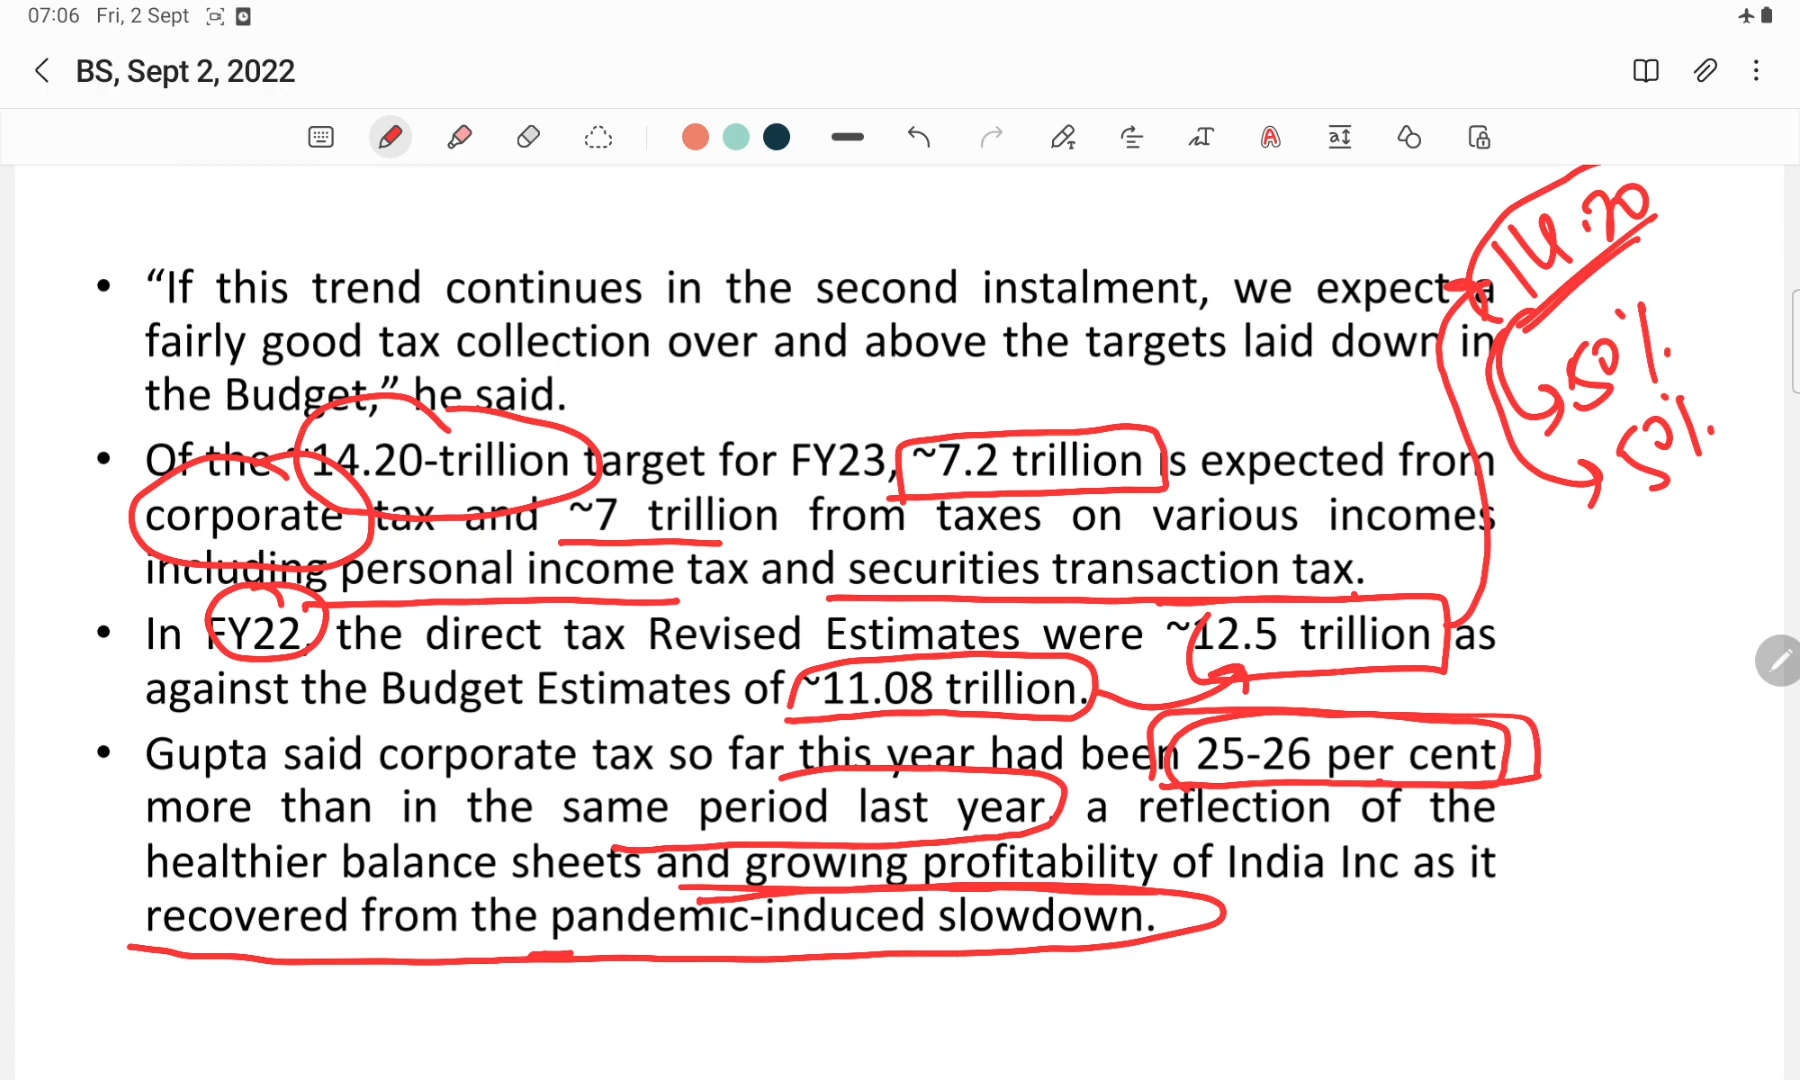 07:06 Fri, 2 Sept
BS, Sept 2, 2022
• “If this trend continues in the second instalment, we expect a
fairly good tax collection over and above the targets laid down in
the Budget,” he said.
• Of the ~14.20-trillion target for FY23, ~7.2 trillion is expected from
corporate tax and ~7 trillion from taxes on various incomes
including personal income tax and securities transaction tax.
• In FY22, the direct tax Revised Estimates were ~12.5 trillion as
against the Budget Estimates of ~11.08 trillion.
• Gupta said corporate tax so far this year had been 25-26 per cent
more than in the same period last year, a reflection of the
healthier balance sheets and growing profitability of India Inc as it
recovered from the pandemic-induced slowdown.
14.20
50%
50%